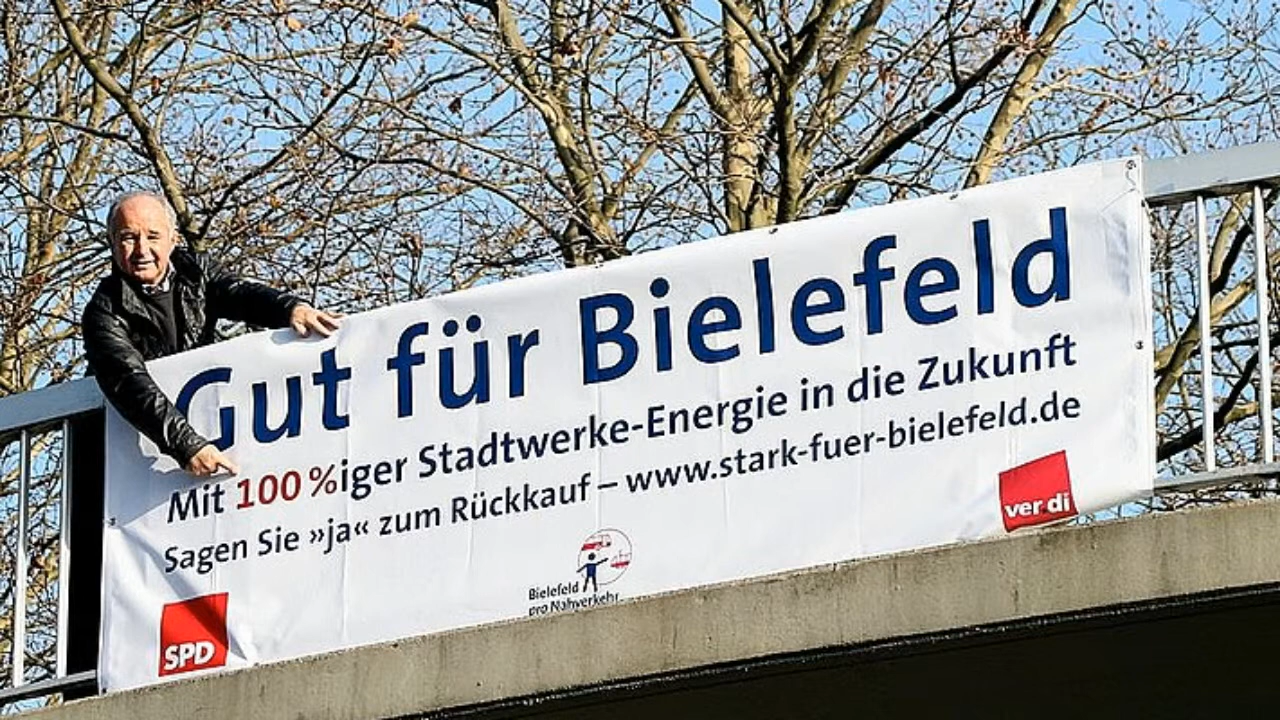 Gut für Bielefeld
Mit 100%iger Stadtwerke-Energie in die Zukunft
Sagen Sie »ja« zum Rückkauf – www.stark-fuer-bielefeld.de
ver.di
Bielefeld
pro Nahverkehr
SPD